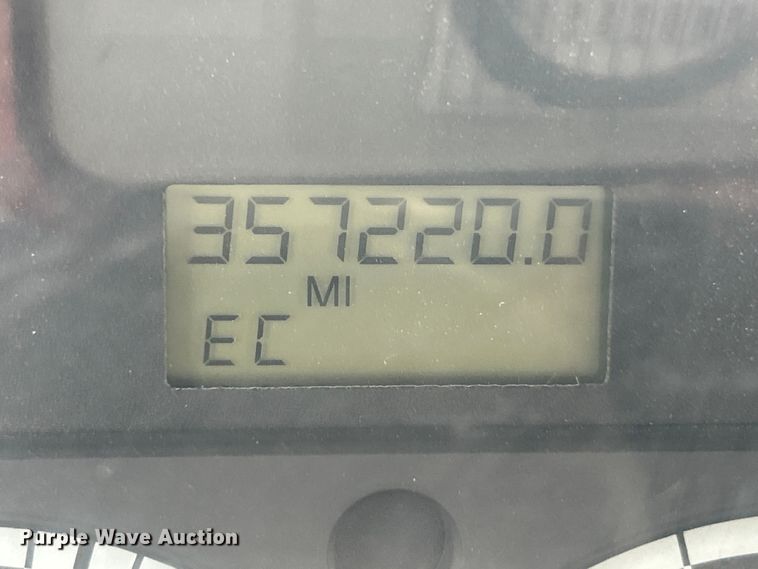 357220.0
MI
EC
Purple Wave Auction